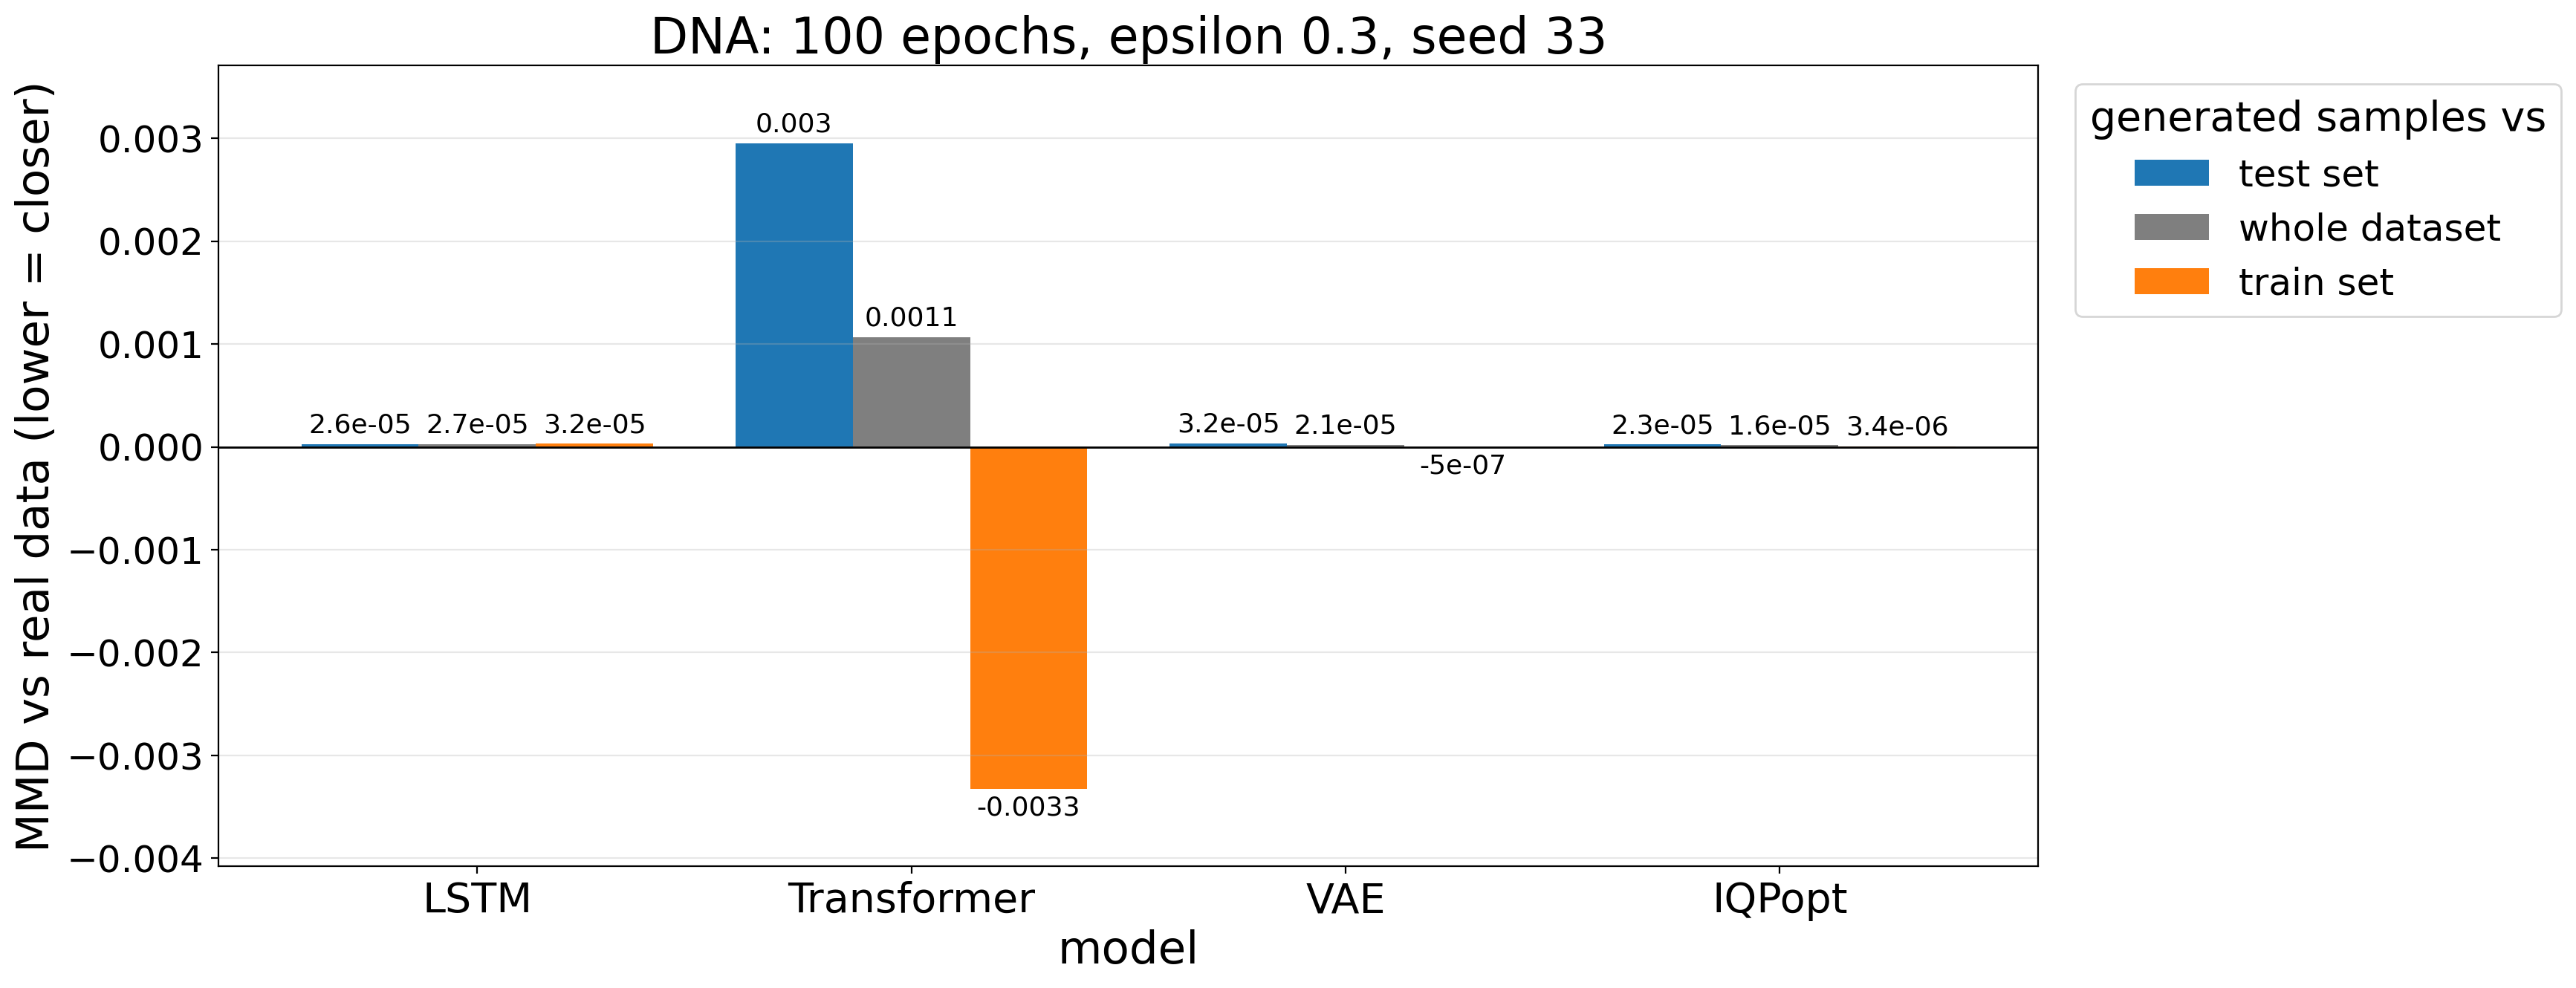 DNA: 100 epochs, epsilon 0.3, seed 33
MMD vs real data (lower = closer)
0.003
0.002
0.001
0.000
−0.001
−0.002
−0.003
−0.004
2.6e-05 2.7e-05 3.2e-05
0.003
0.0011
-0.0033
3.2e-05 2.1e-05
-5e-07
2.3e-05 1.6e-05 3.4e-06
LSTM Transformer VAE IQPopt
model
generated samples vs
test set
whole dataset
train set